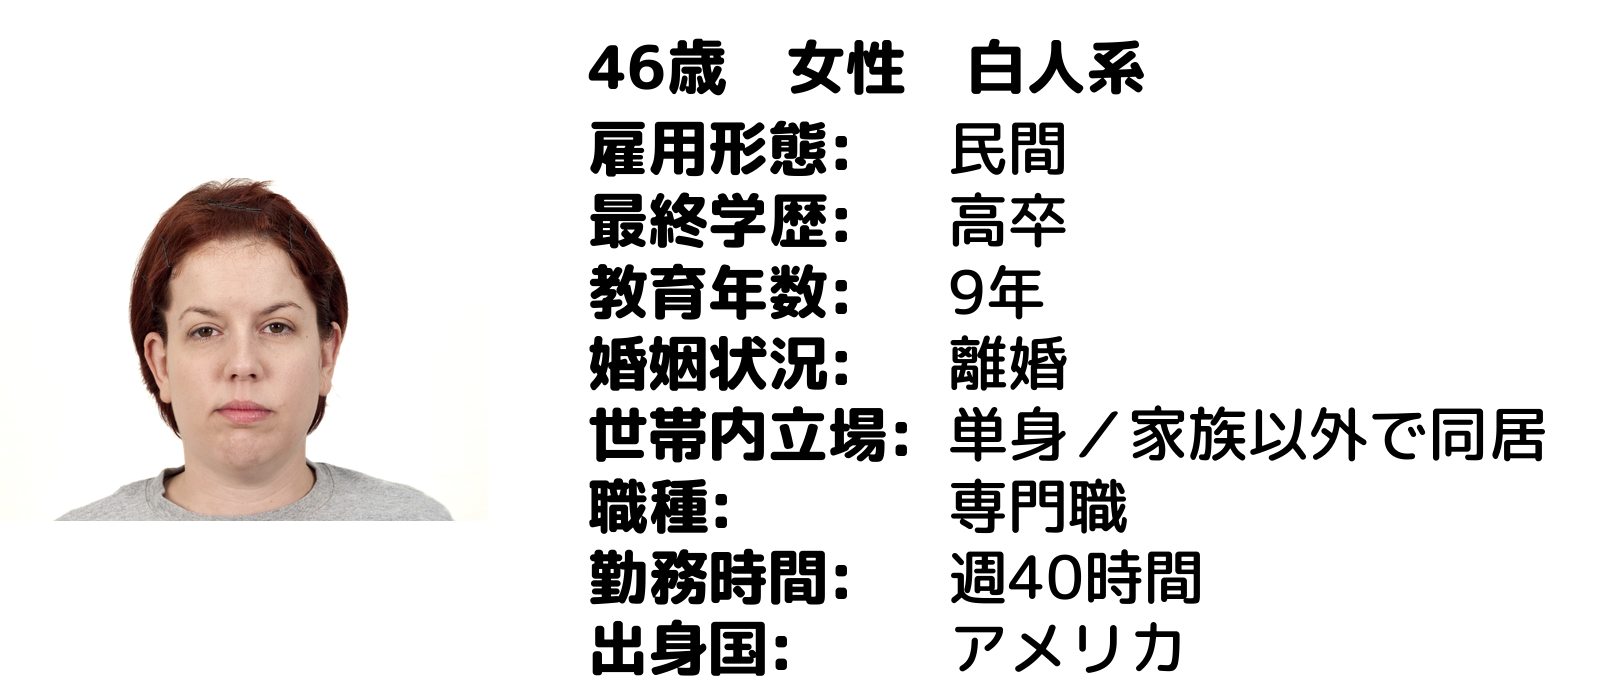 46歳　女性　白人系
雇用形態:　民間
最終学歴:　高卒
教育年数:　9年
婚姻状況:　離婚
世帯内立場:　単身／家族以外で同居
職種:　専門職
勤務時間:　週40時間
出身国:　アメリカ